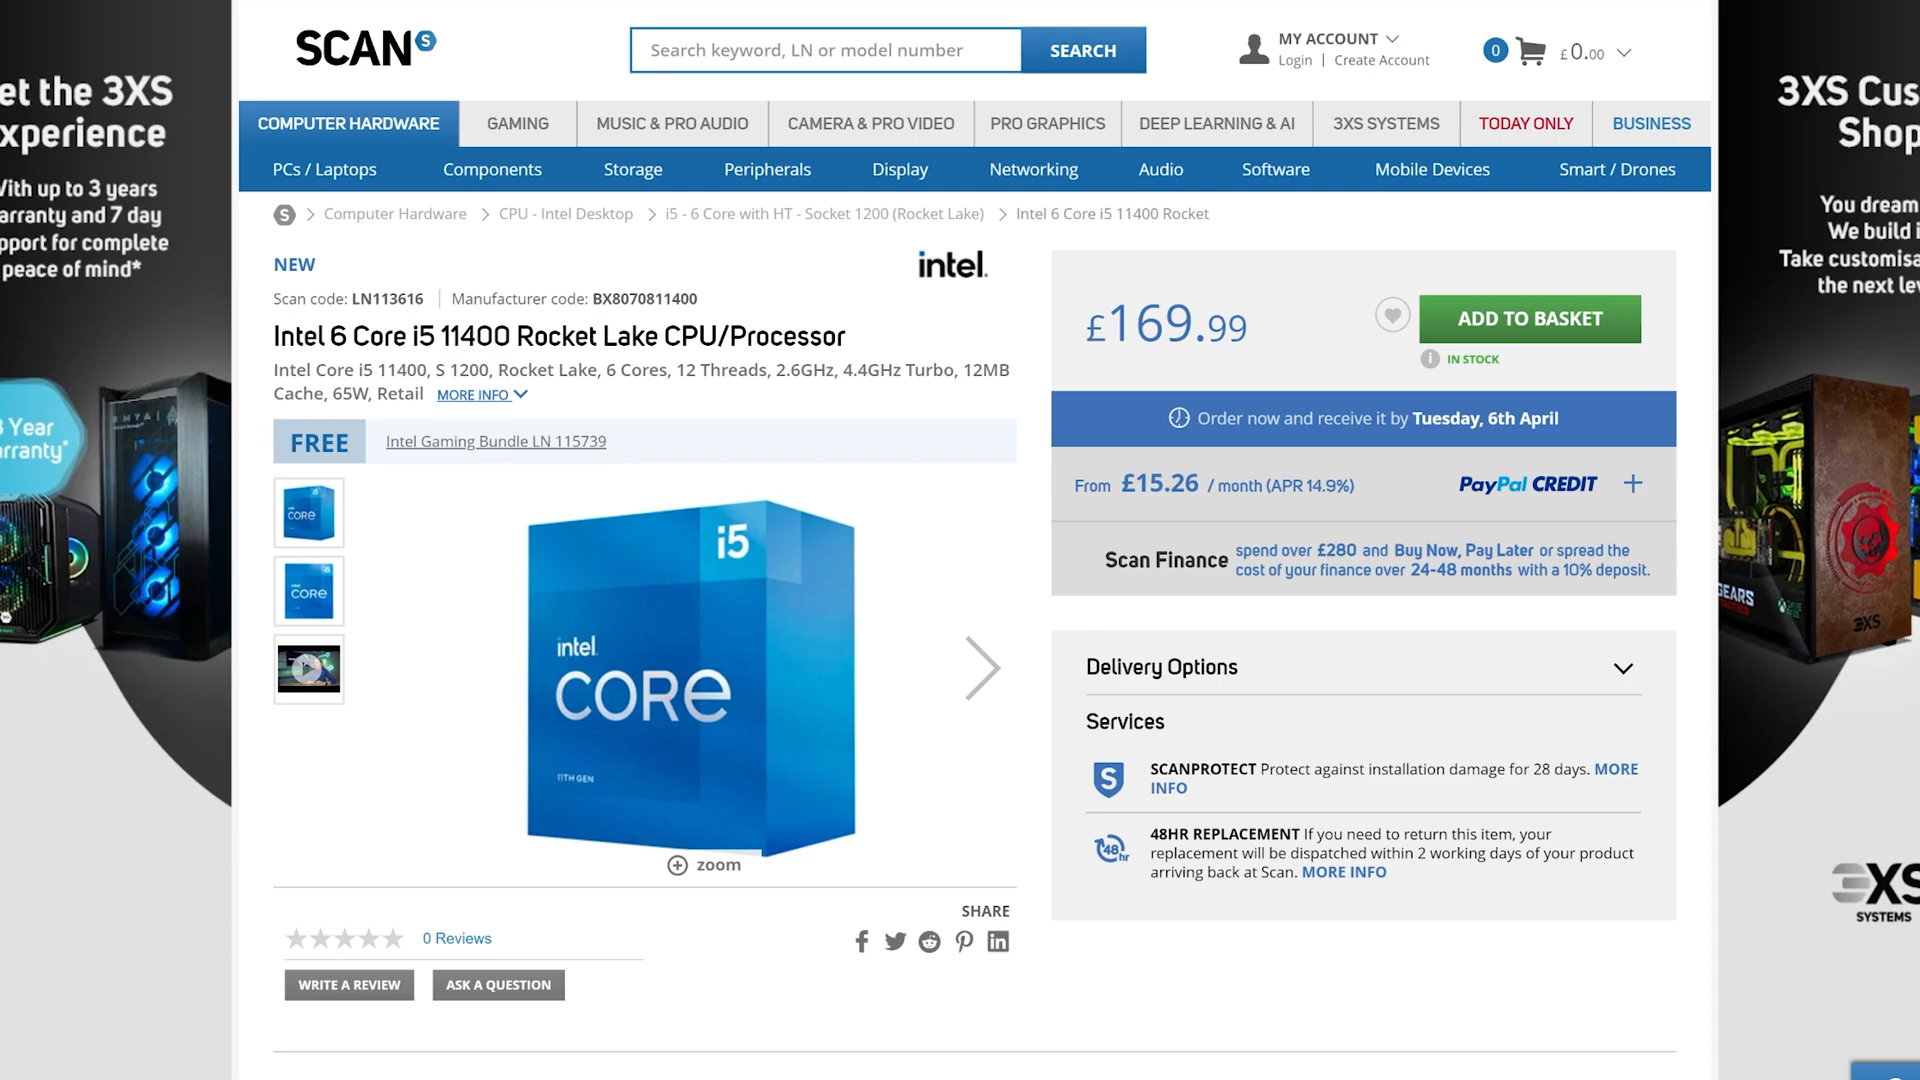 SCAN S
Search keyword, LN or model number
SEARCH
MY ACCOUNT
Login | Create Account
0
£0.00
COMPUTER HARDWARE
GAMING
MUSIC & PRO AUDIO
CAMERA & PRO VIDEO
PRO GRAPHICS
DEEP LEARNING & AI
3XS SYSTEMS
TODAY ONLY
BUSINESS
PCs / Laptops
Components
Storage
Peripherals
Display
Networking
Audio
Software
Mobile Devices
Smart / Drones
S > Computer Hardware > CPU - Intel Desktop > i5 - 6 Core with HT - Socket 1200 (Rocket Lake) > Intel 6 Core i5 11400 Rocket
NEW
intel.
Scan code: LN113616 | Manufacturer code: BX8070811400
Intel 6 Core i5 11400 Rocket Lake CPU/Processor
Intel Core i5 11400, S 1200, Rocket Lake, 6 Cores, 12 Threads, 2.6GHz, 4.4GHz Turbo, 12MB
Cache, 65W, Retail MORE INFO
FREE
Intel Gaming Bundle LN 115739
i5
intel.
CORE
11TH GEN
zoom
SHARE
0 Reviews
WRITE A REVIEW
ASK A QUESTION
£169.99
ADD TO BASKET
IN STOCK
Order now and receive it by Tuesday, 6th April
From £15.26 / month (APR 14.9%)
PayPal CREDIT +
Scan Finance
spend over £280 and Buy Now, Pay Later or spread the
cost of your finance over 24-48 months with a 10% deposit.
Delivery Options
Services
SCANPROTECT Protect against installation damage for 28 days. MORE
INFO
48HR REPLACEMENT If you need to return this item, your
replacement will be dispatched within 2 working days of your product
arriving back at Scan. MORE INFO
48hr
et the 3XS
xperience
With up to 3 years
arranty and 7 day
pport for complete
peace of mind*
3 Year
arranty*
3XS Cus
Shop
You dream
We build i
Take customisa
the next lev
GEARS
3XS
3XS
SYSTEMS